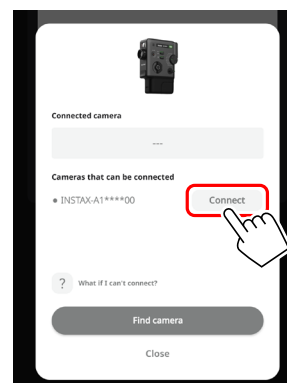 Connected camera
---
Cameras that can be connected
● INSTAX-A1****00 Connect
? What if I can't connect?
Find camera
Close